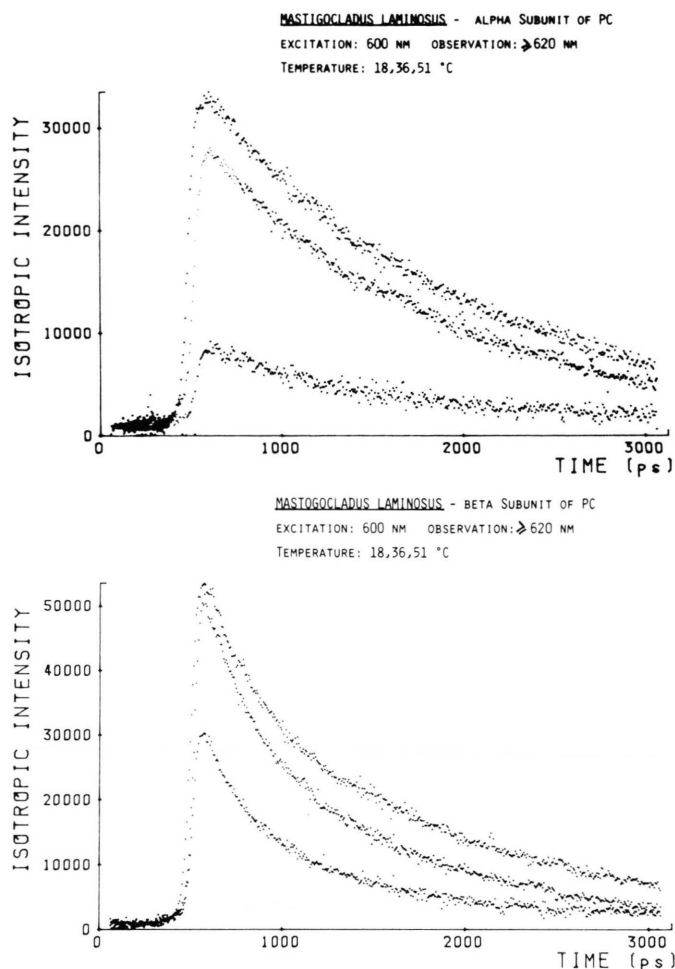 MASTIGOCLADUS LAMINOSUS - ALPHA SUBUNIT OF PC
EXCITATION: 600 NM OBSERVATION: ⩾620 NM
TEMPERATURE: 18,36,51 °C
ISOTROPIC INTENSITY
30000
20000
10000
0
0 1000 2000 3000
TIME (ps)
MASTOGOCLADUS LAMINOSUS - BETA SUBUNIT OF PC
EXCITATION: 600 NM OBSERVATION: ⩾620 NM
TEMPERATURE: 18,36,51 °C
ISOTROPIC INTENSITY
50000
40000
30000
20000
10000
0
0 1000 2000 3000
TIME (ps)